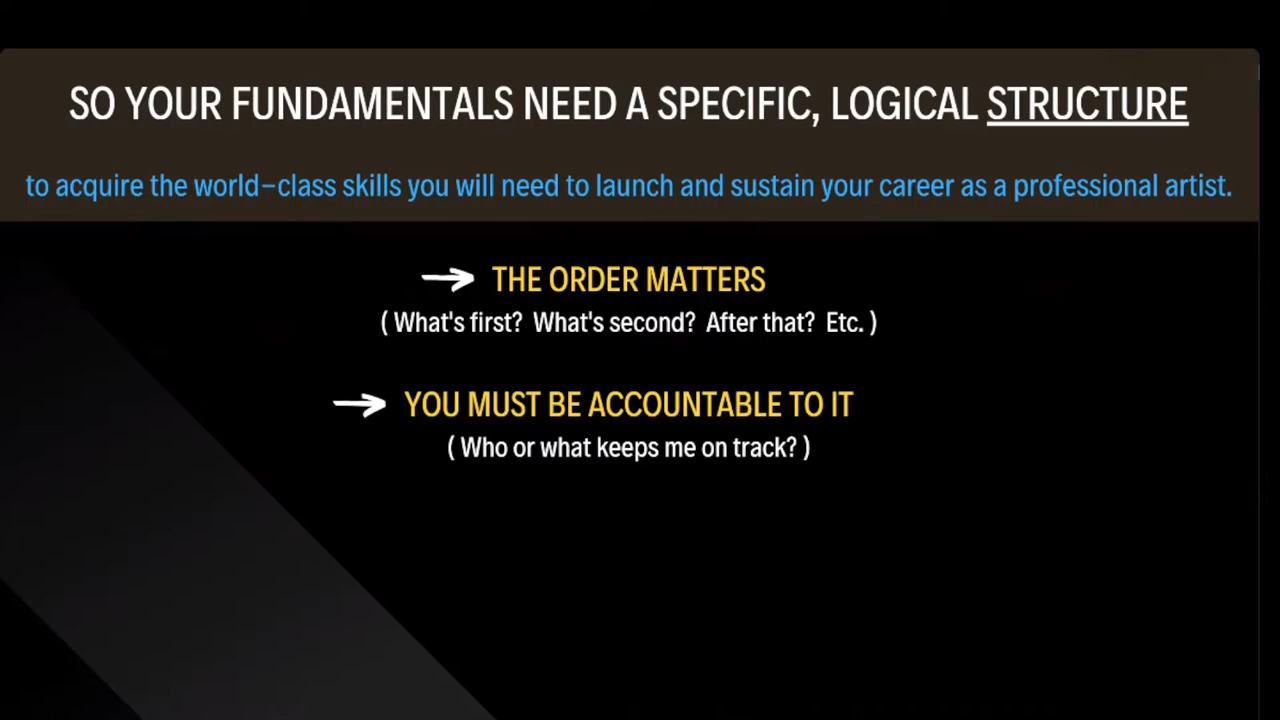 SO YOUR FUNDAMENTALS NEED A SPECIFIC, LOGICAL STRUCTURE
to acquire the world-class skills you will need to launch and sustain your career as a professional artist.
→ THE ORDER MATTERS
( What's first? What's second? After that? Etc. )
→ YOU MUST BE ACCOUNTABLE TO IT
( Who or what keeps me on track? )